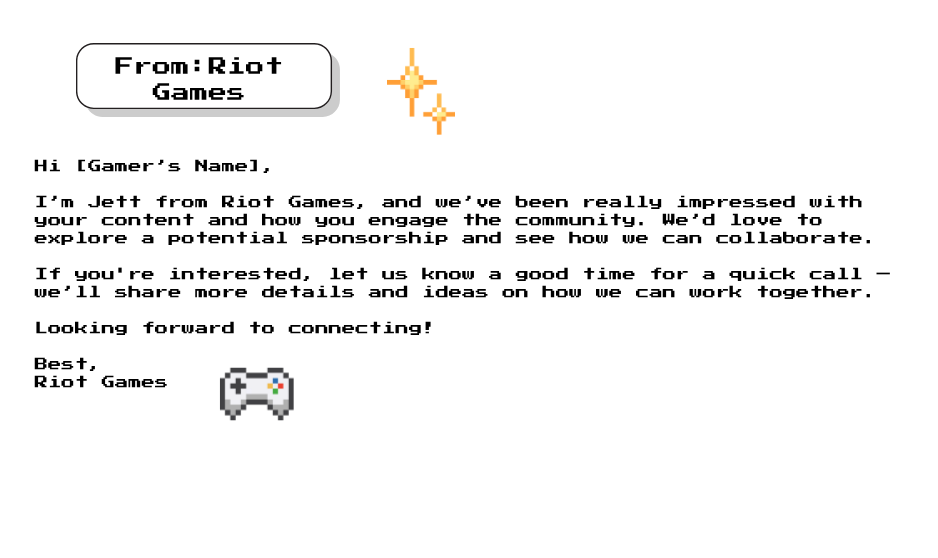 From:Riot
Games
Hi [Gamer’s Name],
I’m Jett from Riot Games, and we’ve been really impressed with
your content and how you engage the community. We’d love to
explore a potential sponsorship and see how we can collaborate.
If you're interested, let us know a good time for a quick call —
we’ll share more details and ideas on how we can work together.
Looking forward to connecting!
Best,
Riot Games